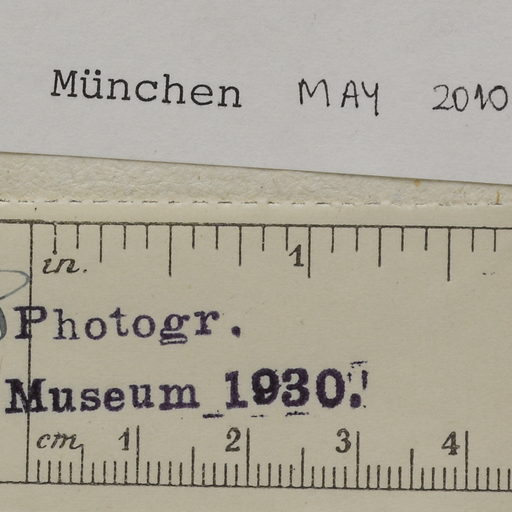 München MAY 2010
in. 1
Photogr.
Museum 1930.
cm 1 2 3 4